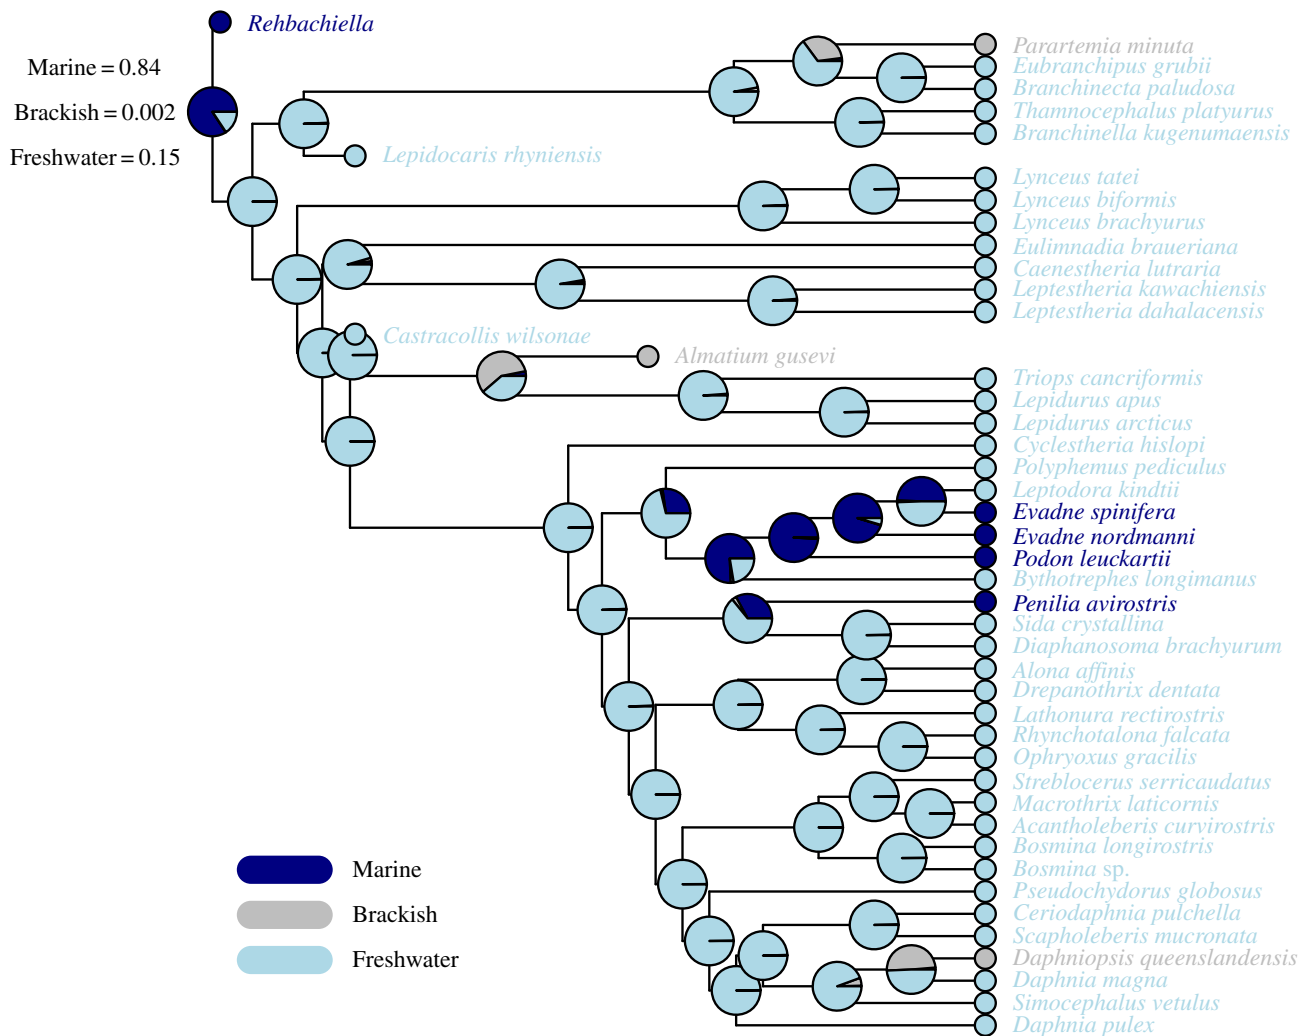 Rehbachiella
Marine = 0.84
Brackish = 0.002
Freshwater = 0.15
Parartemia minuta
Eubranchipus grubii
Branchinecta paludosa
Thamnocephalus platyurus
Branchinella kugenumaensis
Lepidocaris rhyniensis
Lynceus tatei
Lynceus biformis
Lynceus brachyurus
Eulimnadia braueriana
Caenestheria lutraria
Leptestheria kawachiensis
Leptestheria dahalacensis
Castracollis wilsonae
Almatium gusevi
Triops cancriformis
Lepidurus apus
Lepidurus arcticus
Cyclestheria hislopi
Polyphemus pediculus
Leptodora kindtii
Evadne spinifera
Evadne nordmanni
Podon leuckartii
Bythotrephes longimanus
Penilia avirostris
Sida crystallina
Diaphanosoma brachyurum
Alona affinis
Drepanothrix dentata
Lathonura rectirostris
Rhynchotalona falcata
Ophryoxus gracilis
Streblocerus serricaudatus
Macrothrix laticornis
Acantholeberis curvirostris
Bosmina longirostris
Bosmina sp.
Pseudochydorus globosus
Ceriodaphnia pulchella
Scapholeberis mucronata
Daphniopsis queenslandensis
Daphnia magna
Simocephalus vetulus
Daphnia pulex
Marine
Brackish
Freshwater